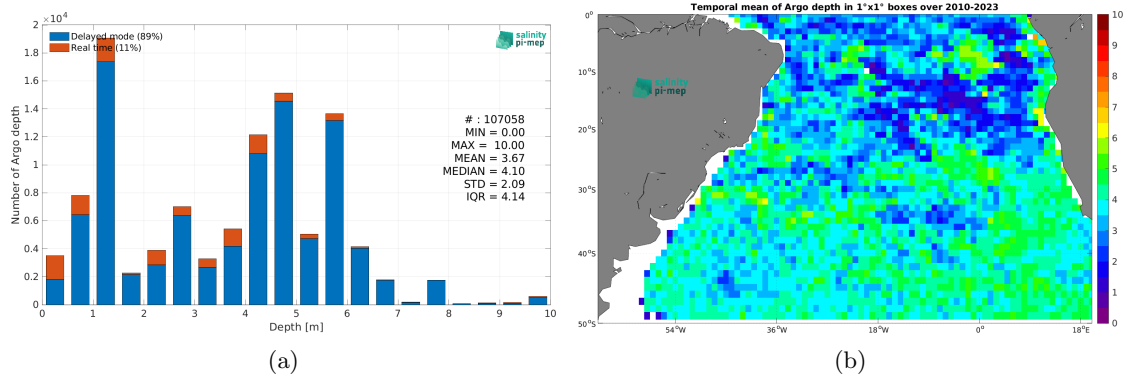 ×10⁴
2
1.8
1.6
1.4
1.2
1
0.8
0.6
0.4
0.2
0
Number of Argo depth
Delayed mode (89%)
Real time (11%)
salinity
pi-mep
# : 107058
MIN = 0.00
MAX = 10.00
MEAN = 3.67
MEDIAN = 4.10
STD = 2.09
IQR = 4.14
0 1 2 3 4 5 6 7 8 9 10
Depth [m]
(a)
Temporal mean of Argo depth in 1°x1° boxes over 2010-2023
0°
10°S
20°S
30°S
40°S
50°S
salinity
pi-mep
54°W 36°W 18°W 0° 18°E
10
9
8
7
6
5
4
3
2
1
0
(b)